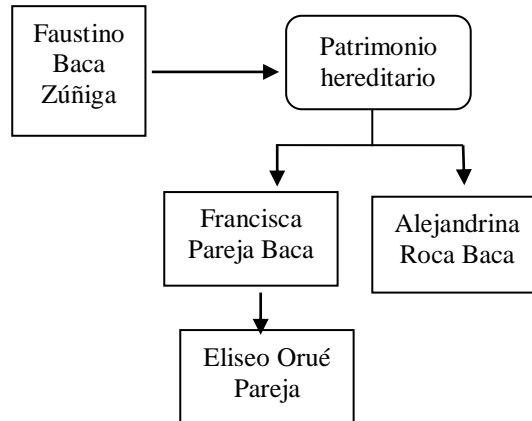 Faustino
Baca
Zúñiga
Patrimonio
hereditario
Francisca
Pareja Baca
Alejandrina
Roca Baca
Eliseo Orué
Pareja